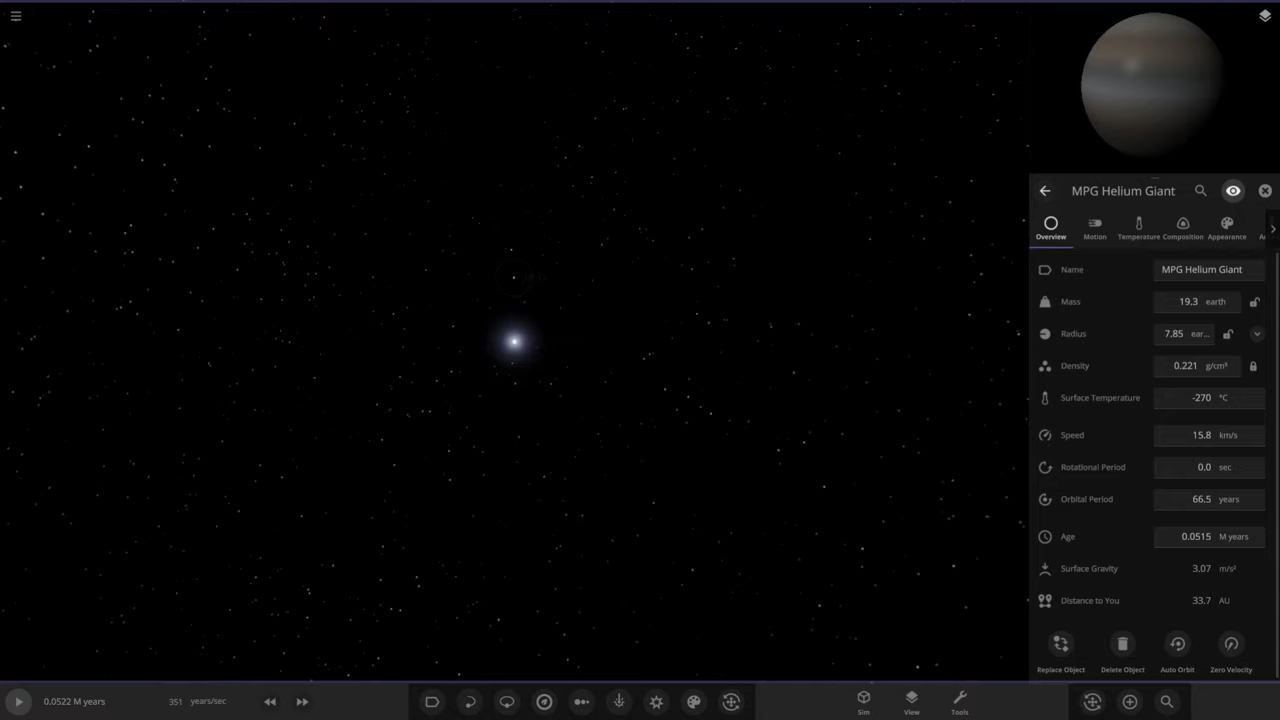 MPG Helium Giant
Overview Motion Temperature Composition Appearance
Name MPG Helium Giant
Mass 19.3 earth
Radius 7.85 ear...
Density 0.221 g/cm³
Surface Temperature -270 °C
Speed 15.8 km/s
Rotational Period 0.0 sec
Orbital Period 66.5 years
Age 0.0515 M years
Surface Gravity 3.07 m/s²
Distance to You 33.7 AU
Replace Object Delete Object Auto Orbit Zero Velocity
0.0522 M years 351 years/sec Sim View Tools